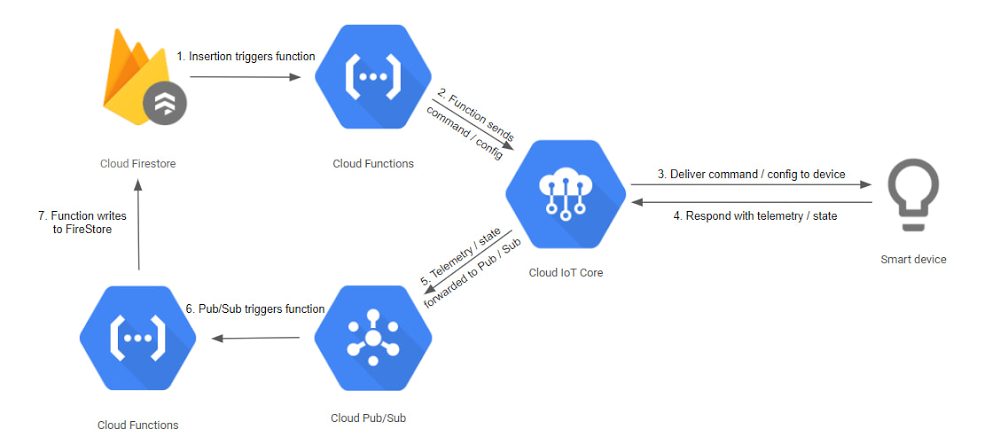 1. Insertion triggers function
Cloud Firestore
Cloud Functions
2. Function sends
command / config
3. Deliver command / config to device
4. Respond with telemetry / state
Cloud IoT Core
Smart device
5. Telemetry / state
forwarded to Pub / Sub
7. Function writes
to FireStore
6. Pub/Sub triggers function
Cloud Functions
Cloud Pub/Sub